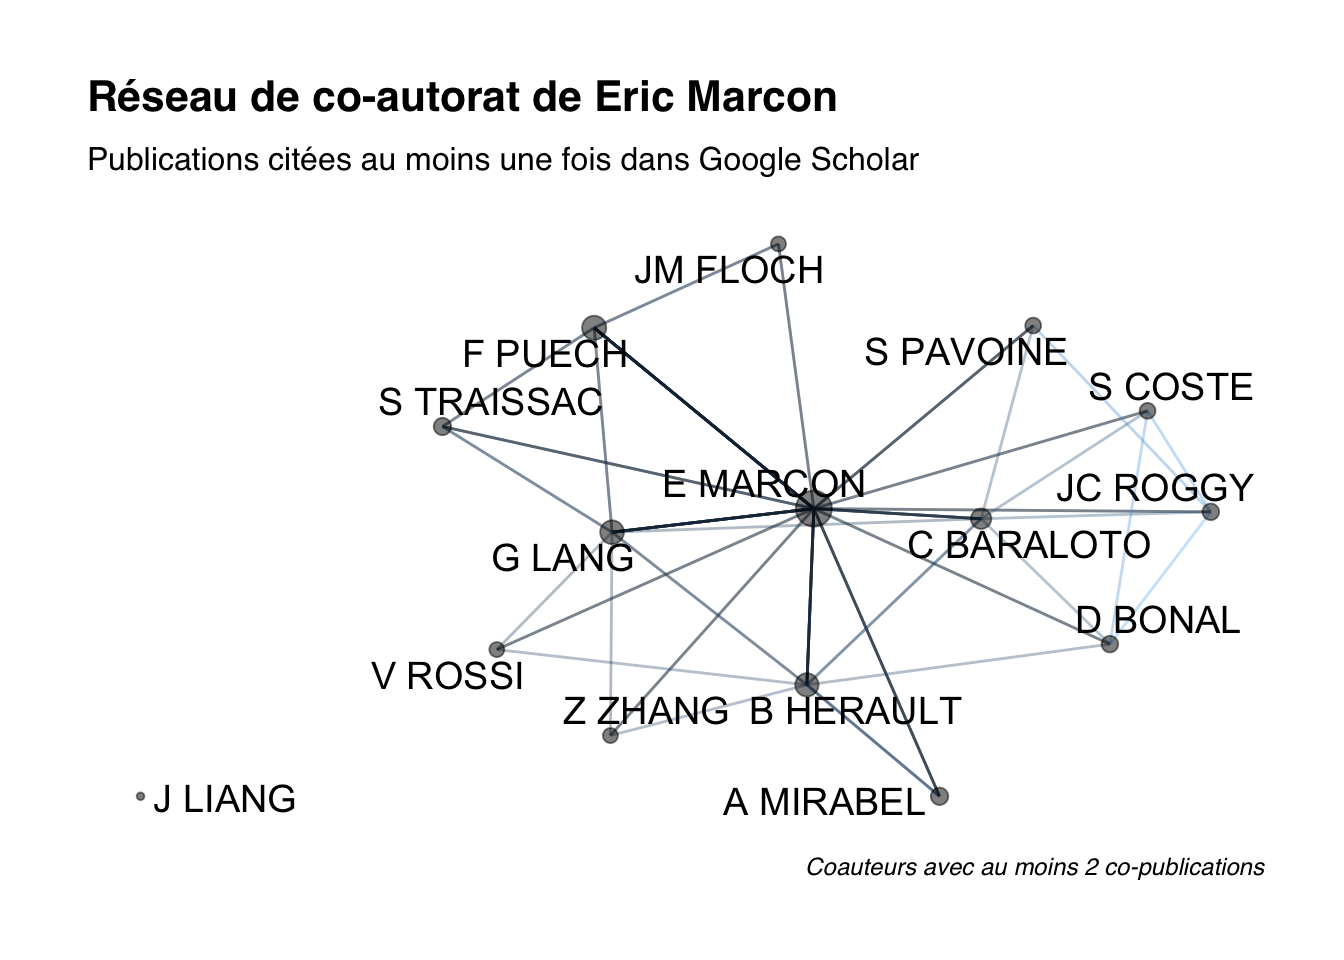 Réseau de co-autorat de Eric Marcon
Publications citées au moins une fois dans Google Scholar
JM FLOCH
F PUECH
S PAVOINE
S COSTE
S TRAISSAC
E MARCON
JC ROGGY
G LANG
C BARALOTO
D BONAL
V ROSSI
Z ZHANG
B HERAULT
J LIANG
A MIRABEL
Coauteurs avec au moins 2 co-publications